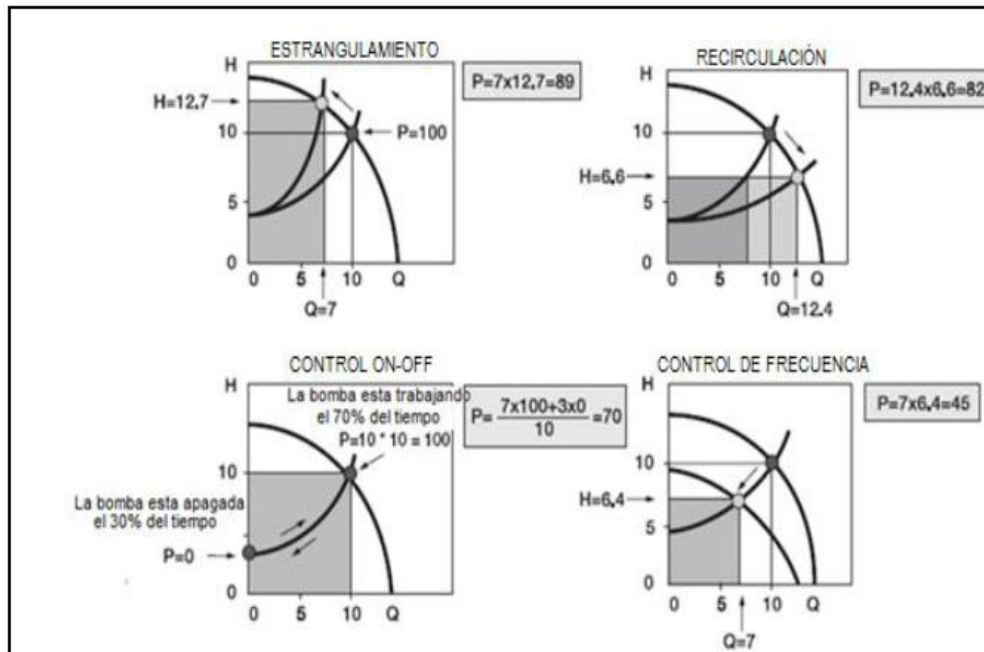 ESTRANGULAMIENTO
H
P=7x12.7=89
H=12.7
10
P=100
5
0
0 5 10 Q
Q=7
RECIRCULACIÓN
H
P=12.4x6.6=82
10
H=6.6
5
0
0 5 10 Q
Q=12.4
CONTROL ON-OFF
H
La bomba esta trabajando
el 70% del tiempo
P=10 * 10 = 100
P= 7x100+3x0
10
=70
10
La bomba esta apagada
el 30% del tiempo
P=0
0
0 5 10 Q
CONTROL DE FRECUENCIA
H
P=7x6.4=45
10
H=6.4
5
0
0 5 10 Q
Q=7